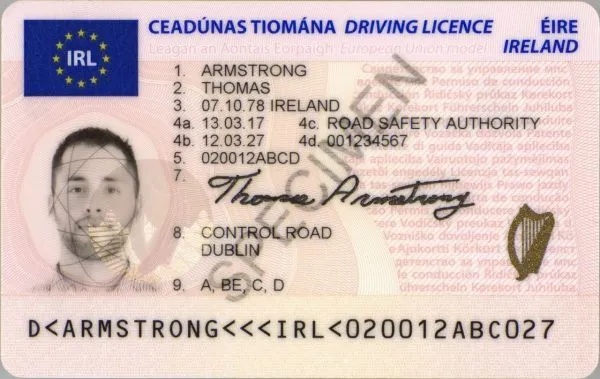 CEADÚNAS TIOMÁNA DRIVING LICENCE ÉIRE
Leagan an Aontais Eorpaigh European Union model IRELAND
IRL
1. ARMSTRONG
2. THOMAS
3. 07.10.78 IRELAND
4a. 13.03.17 4c. ROAD SAFETY AUTHORITY
4b. 12.03.27 4d. 001234567
5. 020012ABCD
7. Thomas Armstrong
8. CONTROL ROAD
DUBLIN
9. A, BE, C, D
SPECIMEN
D<ARMSTRONG<<<IRL<020012ABC027